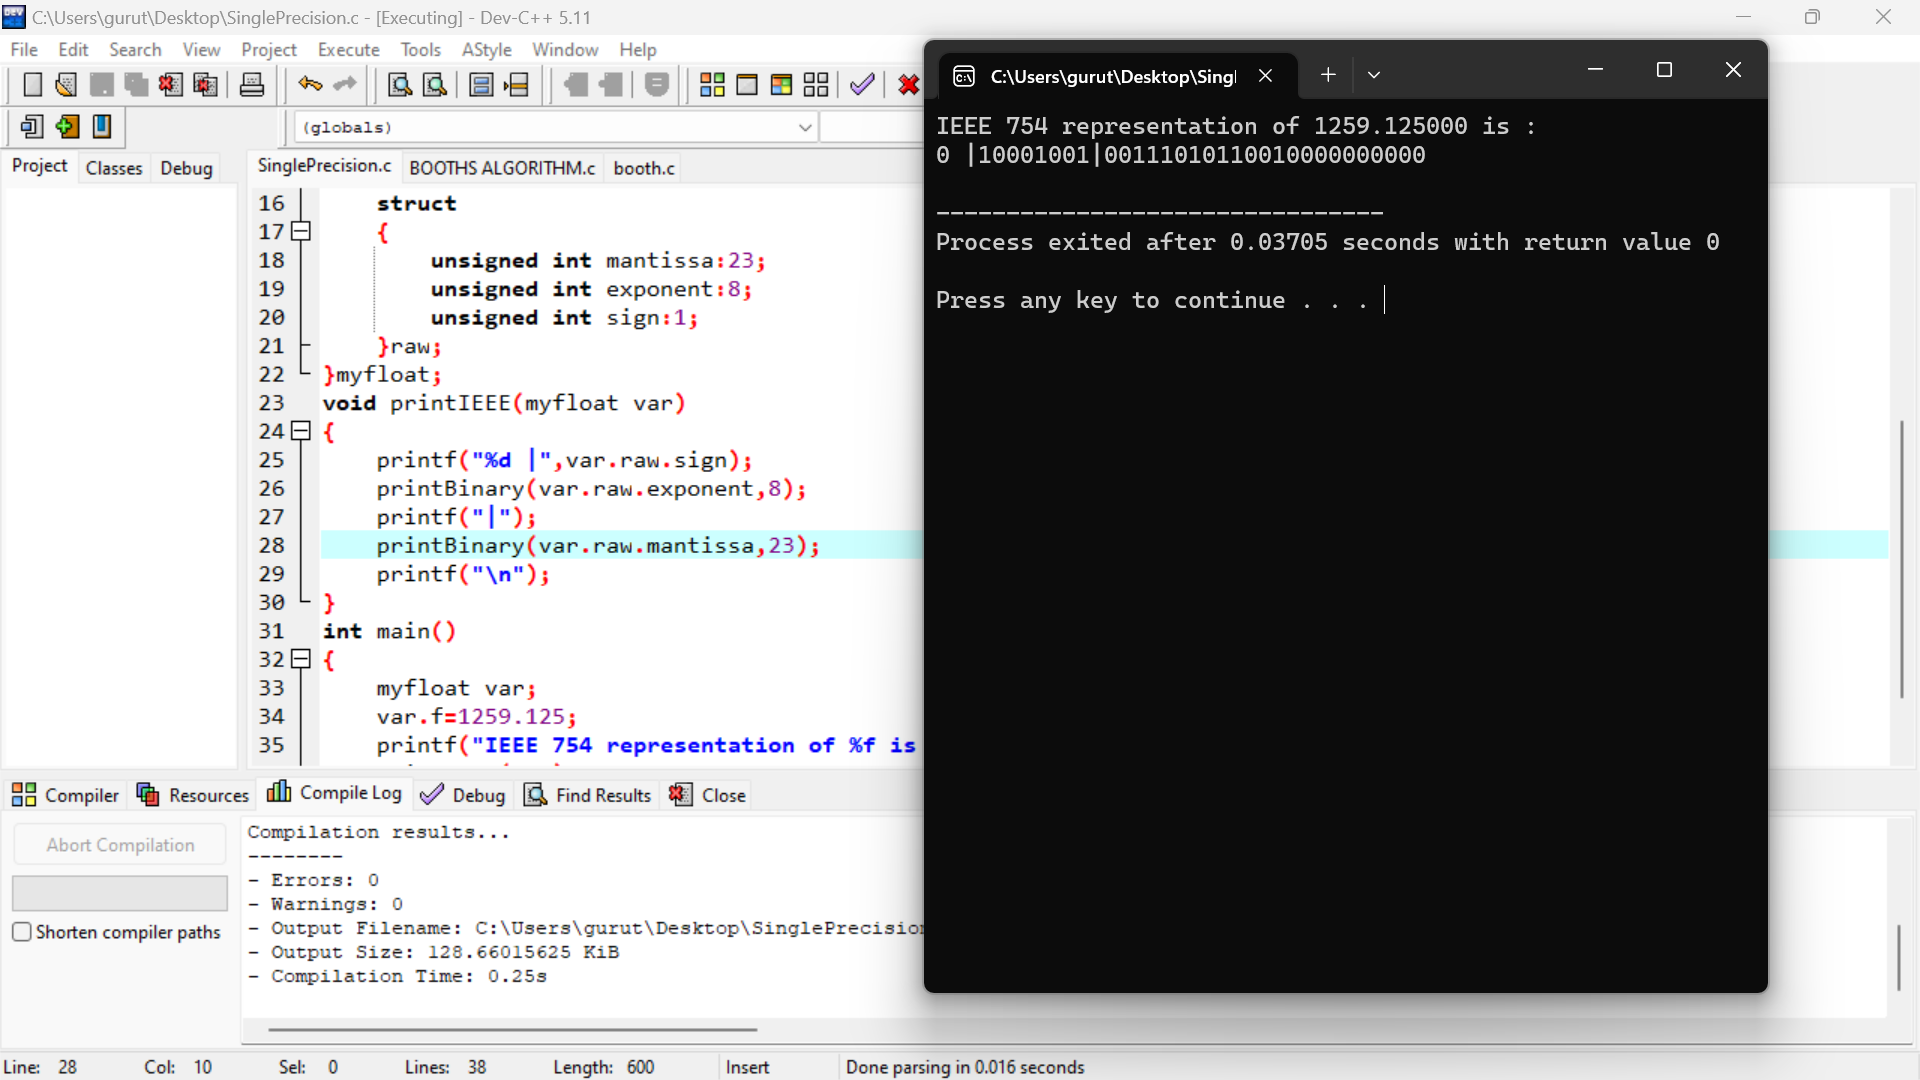 C:\Users\gurut\Desktop\SinglePrecision.c - [Executing] - Dev-C++ 5.11
File Edit Search View Project Execute Tools AStyle Window Help
(globals)
Project Classes Debug
SinglePrecision.c BOOTHS ALGORITHM.c booth.c
16 struct
17 {
18 unsigned int mantissa:23;
19 unsigned int exponent:8;
20 unsigned int sign:1;
21 }raw;
22 }myfloat;
23 void printIEEE(myfloat var)
24 {
25 printf("%d |",var.raw.sign);
26 printBinary(var.raw.exponent,8);
27 printf("|");
28 printBinary(var.raw.mantissa,23);
29 printf("\n");
30 }
31 int main()
32 {
33 myfloat var;
34 var.f=1259.125;
35 printf("IEEE 754 representation of %f is
C:\Users\gurut\Desktop\Singl
IEEE 754 representation of 1259.125000 is :
0 |10001001|00111010110010000000000
--------------------------------
Process exited after 0.03705 seconds with return value 0
Press any key to continue . . .
Compiler Resources Compile Log Debug Find Results Close
Abort Compilation
Shorten compiler paths
Compilation results...
--------
- Errors: 0
- Warnings: 0
- Output Filename: C:\Users\gurut\Desktop\SinglePrecision
- Output Size: 128.66015625 KiB
- Compilation Time: 0.25s
Line: 28 Col: 10 Sel: 0 Lines: 38 Length: 600 Insert Done parsing in 0.016 seconds